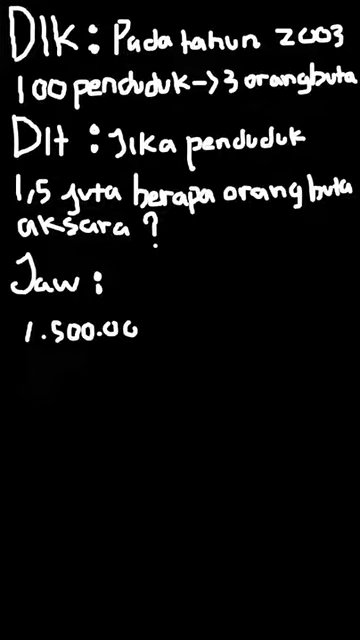 DIK : Pada tahun 2003
100 penduduk -> 3 orang buta
DIt : Jika penduduk
1,5 juta berapa orang buta
aksara ?
Jaw :
1.500.00